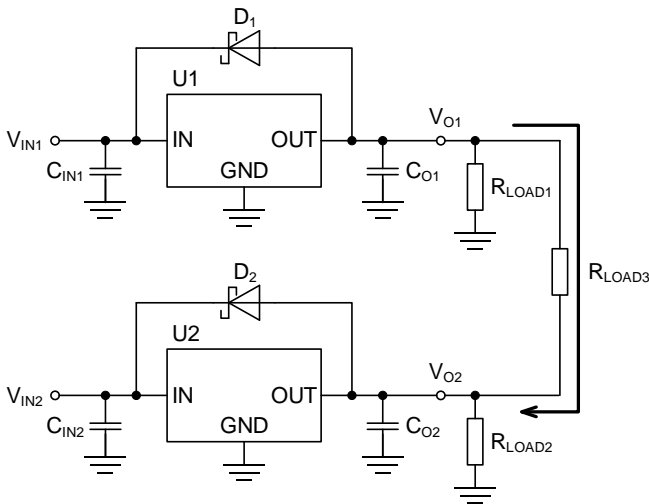 D1
U1
VIN1
IN
OUT
VO1
GND
CIN1
CO1
RLOAD1
RLOAD3
D2
U2
VIN2
IN
OUT
VO2
GND
CIN2
CO2
RLOAD2